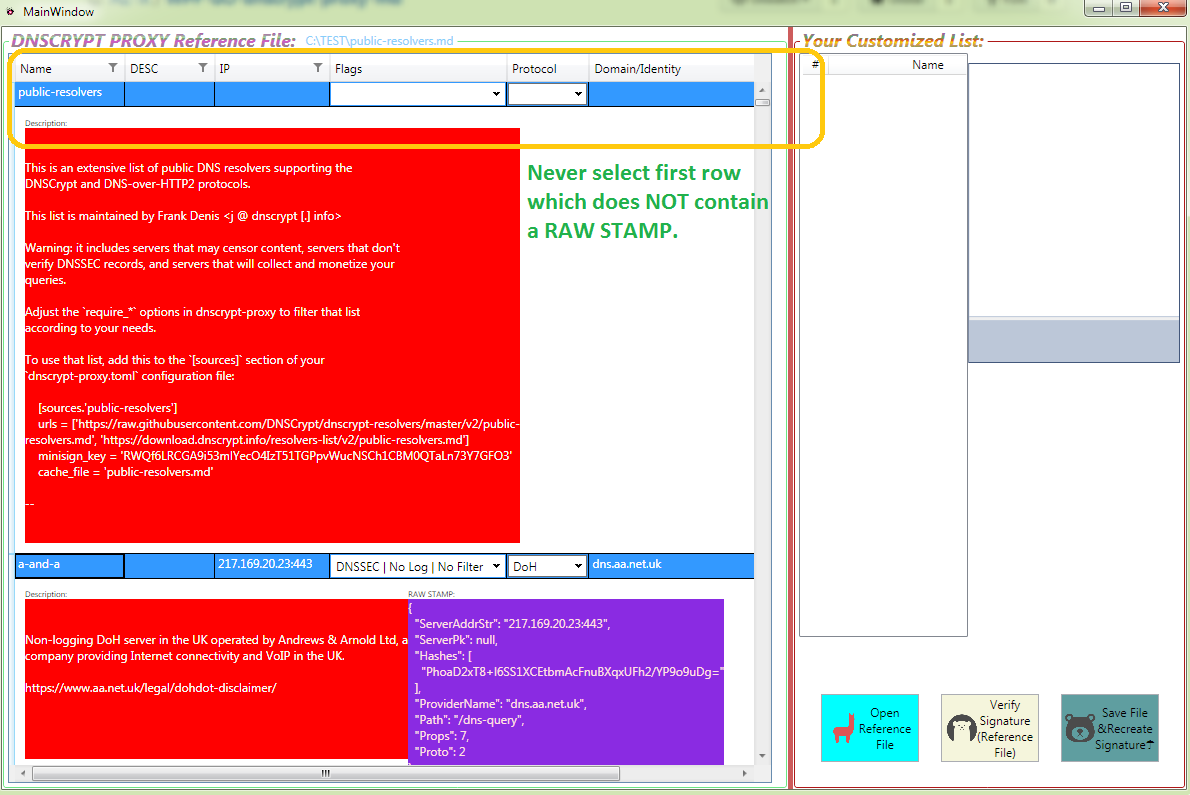 MainWindow
DNSCRYPT PROXY Reference File: C:\TEST\public-resolvers.md
Name DESC IP Flags Protocol Domain/Identity
public-resolvers
Description:
This is an extensive list of public DNS resolvers supporting the
DNSCrypt and DNS-over-HTTP2 protocols.
This list is maintained by Frank Denis <j @ dnscrypt [.] info>
Warning: it includes servers that may censor content, servers that don't
verify DNSSEC records, and servers that will collect and monetize your
queries.
Adjust the `require_*` options in dnscrypt-proxy to filter that list
according to your needs.
To use that list, add this to the `[sources]` section of your
`dnscrypt-proxy.toml` configuration file:
[sources.'public-resolvers']
urls = ['https://raw.githubusercontent.com/DNSCrypt/dnscrypt-resolvers/master/v2/public-
resolvers.md', 'https://download.dnscrypt.info/resolvers-list/v2/public-resolvers.md']
minisign_key = 'RWQf6LRCGA9i53mlYecO4IzT51TGPpvWucNSCh1CBM0QTaLn73Y7GFO3'
cache_file = 'public-resolvers.md'
--
Never select first row
which does NOT contain
a RAW STAMP.
a-and-a 217.169.20.23:443 DNSSEC | No Log | No Filter DoH dns.aa.net.uk
Description:
Non-logging DoH server in the UK operated by Andrews & Arnold Ltd, a
company providing Internet connectivity and VoIP in the UK.
https://www.aa.net.uk/legal/dohdot-disclaimer/
RAW STAMP:
{
"ServerAddrStr": "217.169.20.23:443",
"ServerPk": null,
"Hashes": [
"PhoaD2xT8+I6SS1XCEtbmAcFnuBXqxUFh2/YP9o9uDg="
],
"ProviderName": "dns.aa.net.uk",
"Path": "/dns-query",
"Props": 7,
"Proto": 2
Your Customized List:
# Name
Open
Reference
File
Verify
Signature
(Reference
File)
Save File
&Recreate
Signature☂